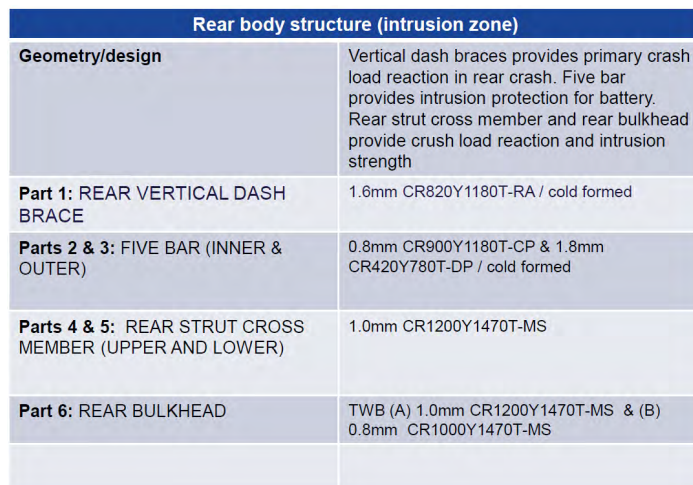 Rear body structure (intrusion zone)
Geometry/design
Vertical dash braces provides primary crash
load reaction in rear crash. Five bar
provides intrusion protection for battery.
Rear strut cross member and rear bulkhead
provide crush load reaction and intrusion
strength
Part 1: REAR VERTICAL DASH
BRACE
1.6mm CR820Y1180T-RA / cold formed
Parts 2 & 3: FIVE BAR (INNER &
OUTER)
0.8mm CR900Y1180T-CP & 1.8mm
CR420Y780T-DP / cold formed
Parts 4 & 5: REAR STRUT CROSS
MEMBER (UPPER AND LOWER)
1.0mm CR1200Y1470T-MS
Part 6: REAR BULKHEAD
TWB (A) 1.0mm CR1200Y1470T-MS & (B)
0.8mm CR1000Y1470T-MS